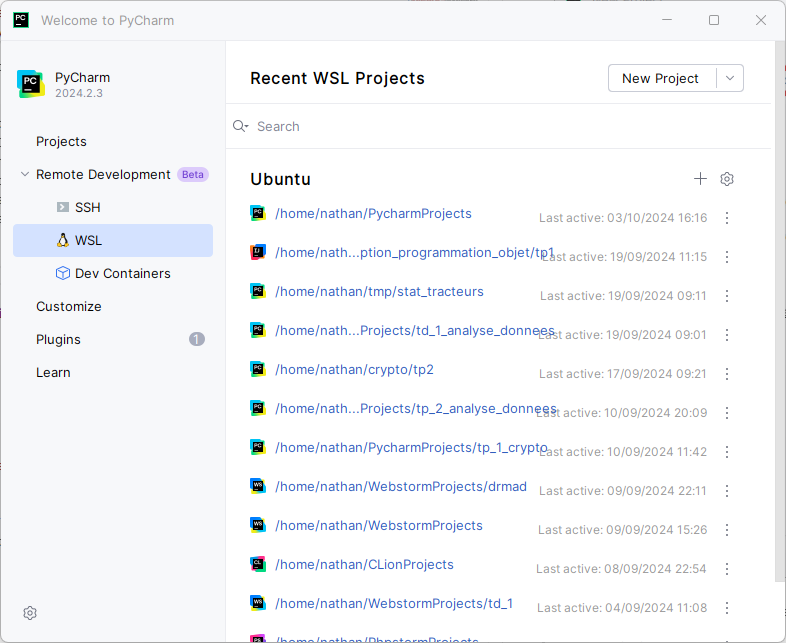 Welcome to PyCharm
PyCharm
2024.2.3
Projects
Remote Development Beta
SSH
WSL
Dev Containers
Customize
Plugins 1
Learn
Recent WSL Projects
New Project
Search
Ubuntu
/home/nathan/PycharmProjects Last active: 03/10/2024 16:16
/home/nath...ption_programmation_objet/tp1 Last active: 19/09/2024 11:15
/home/nathan/tmp/stat_tracteurs Last active: 19/09/2024 09:11
/home/nath...Projects/td_1_analyse_donnees Last active: 19/09/2024 09:01
/home/nathan/crypto/tp2 Last active: 17/09/2024 09:21
/home/nath...Projects/tp_2_analyse_donnees Last active: 10/09/2024 20:09
/home/nathan/PycharmProjects/tp_1_crypto Last active: 10/09/2024 11:42
/home/nathan/WebstormProjects/drmad Last active: 09/09/2024 22:11
/home/nathan/WebstormProjects Last active: 09/09/2024 15:26
/home/nathan/CLionProjects Last active: 08/09/2024 22:54
/home/nathan/WebstormProjects/td_1 Last active: 04/09/2024 11:08
/home/nathan/PhpstormProjects